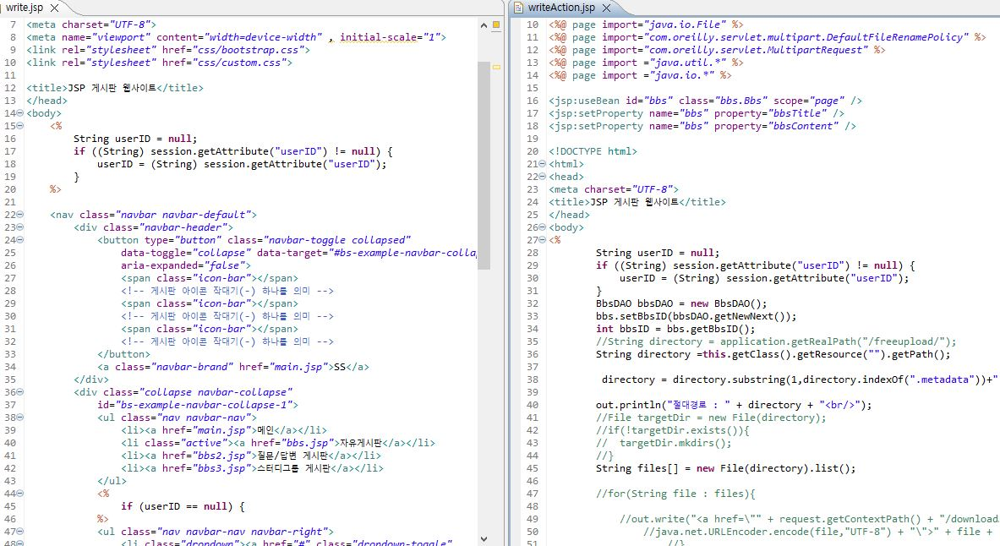 write.jsp
7 <meta charset="UTF-8">
8 <meta name="viewport" content="width=device-width" , initial-scale="1">
9 <link rel="stylesheet" href="css/bootstrap.css">
10 <link rel="stylesheet" href="css/custom.css">
11
12 <title>JSP 게시판 웹사이트</title>
13 </head>
14 <body>
15 <%
16 String userID = null;
17 if ((String) session.getAttribute("userID") != null) {
18 userID = (String) session.getAttribute("userID");
19 }
20 %>
21
22 <nav class="navbar navbar-default">
23 <div class="navbar-header">
24 <button type="button" class="navbar-toggle collapsed"
25 data-toggle="collapse" data-target="#bs-example-navbar-colla
26 aria-expanded="false">
27 <span class="icon-bar"></span>
28 <!-- 게시판 아이콘 작대기(-) 하나를 의미 -->
29 <span class="icon-bar"></span>
30 <!-- 게시판 아이콘 작대기(-) 하나를 의미 -->
31 <span class="icon-bar"></span>
32 <!-- 게시판 아이콘 작대기(-) 하나를 의미 -->
33 </button>
34 <a class="navbar-brand" href="main.jsp">SS</a>
35 </div>
36 <div class="collapse navbar-collapse"
37 id="bs-example-navbar-collapse-1">
38 <ul class="nav navbar-nav">
39 <li><a href="main.jsp">메인</a></li>
40 <li class="active"><a href="bbs.jsp">자유게시판</a></li>
41 <li><a href="bbs2.jsp">질문/답변 게시판</a></li>
42 <li><a href="bbs3.jsp">스터디그룹 게시판</a></li>
43 </ul>
44 <%
45 if (userID == null) {
46 %>
47 <ul class="nav navbar-nav navbar-right">
48 <li class="dropdown"><a href="#" class="dropdown-toggle"
writeAction.jsp
10 <%@ page import="java.io.File" %>
11 <%@ page import="com.oreilly.servlet.multipart.DefaultFileRenamePolicy" %>
12 <%@ page import="com.oreilly.servlet.MultipartRequest" %>
13 <%@ page import ="java.util.*" %>
14 <%@ page import ="java.io.*" %>
15
16 <jsp:useBean id="bbs" class="bbs.Bbs" scope="page" />
17 <jsp:setProperty name="bbs" property="bbsTitle" />
18 <jsp:setProperty name="bbs" property="bbsContent" />
19
20 <!DOCTYPE html>
21 <html>
22 <head>
23 <meta charset="UTF-8">
24 <title>JSP 게시판 웹사이트</title>
25 </head>
26 <body>
27 <%
28 String userID = null;
29 if ((String) session.getAttribute("userID") != null) {
30 userID = (String) session.getAttribute("userID");
31 }
32 BbsDAO bbsDAO = new BbsDAO();
33 bbs.setBbsID(bbsDAO.getNewNext());
34 int bbsID = bbs.getBbsID();
35 //String directory = application.getRealPath("/freeupload/");
36 String directory =this.getClass().getResource("").getPath();
37
38 directory = directory.substring(1,directory.indexOf(".metadata"))+"
39
40 out.println("절대경로 : " + directory + "<br/>");
41 //File targetDir = new File(directory);
42 //if(!targetDir.exists()){
43 // targetDir.mkdirs();
44 //}
45 String files[] = new File(directory).list();
46
47 //for(String file : files){
48
49 //out.write("<a href=\"" + request.getContextPath() + "/download
50 //java.net.URLEncoder.encode(file,"UTF-8") + "\">" + file +
51 //}